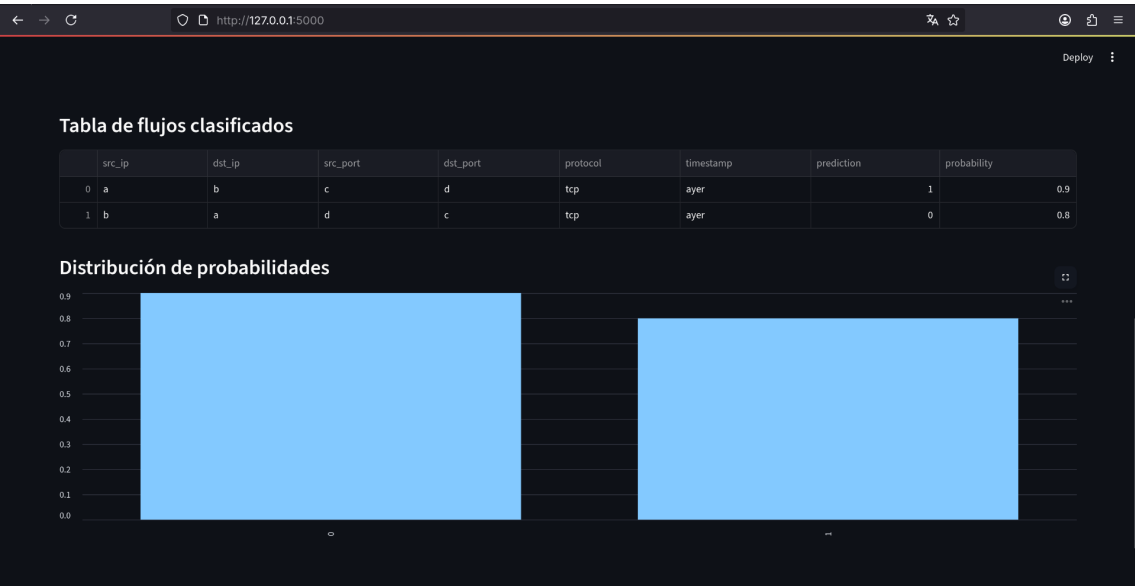 http://127.0.0.1:5000
Deploy
Tabla de flujos clasificados
src_ip dst_ip src_port dst_port protocol timestamp prediction probability
0 a b c d tcp ayer 1 0.9
1 b a d c tcp ayer 0 0.8
Distribución de probabilidades
0.9
0.8
0.7
0.6
0.5
0.4
0.3
0.2
0.1
0.0
0 1